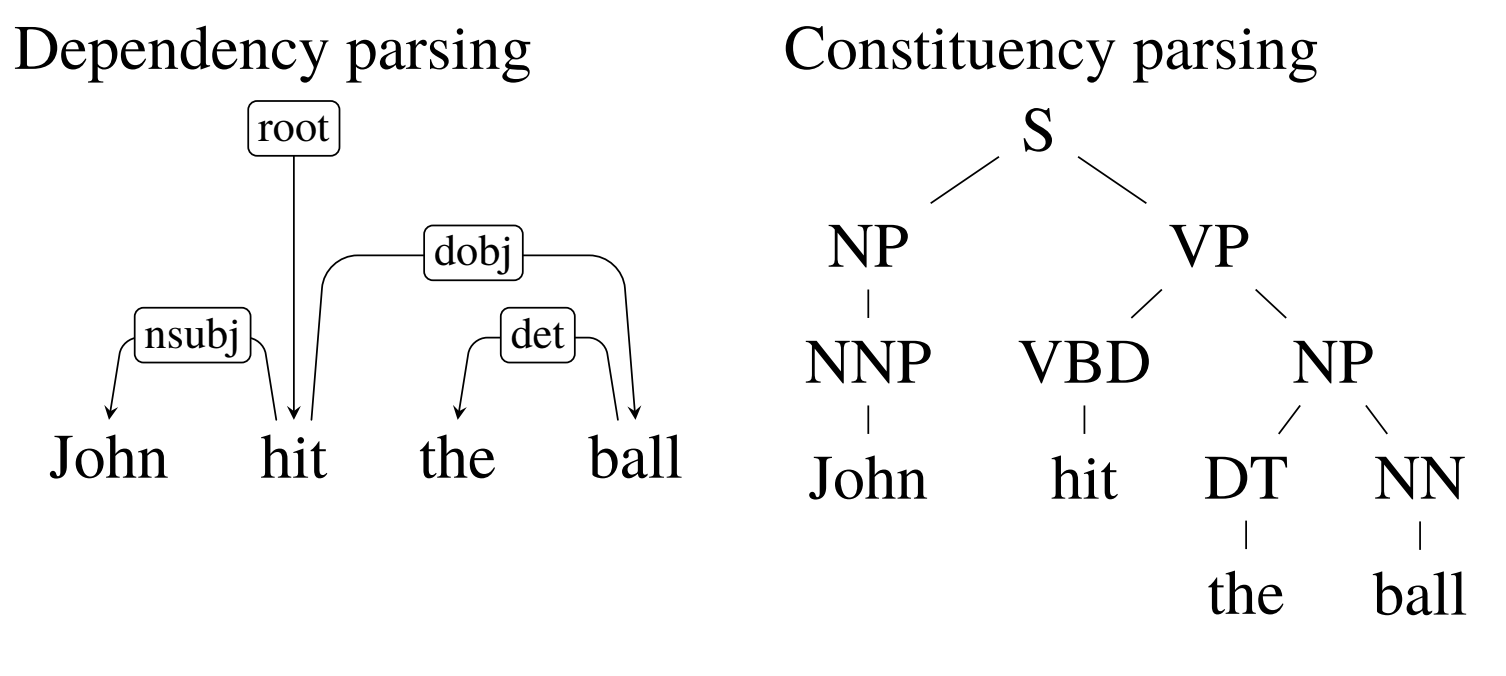 Dependency parsing
root
dobj
nsubj
det
John hit the ball
Constituency parsing
S
NP VP
NNP VBD NP
John hit DT NN
the ball